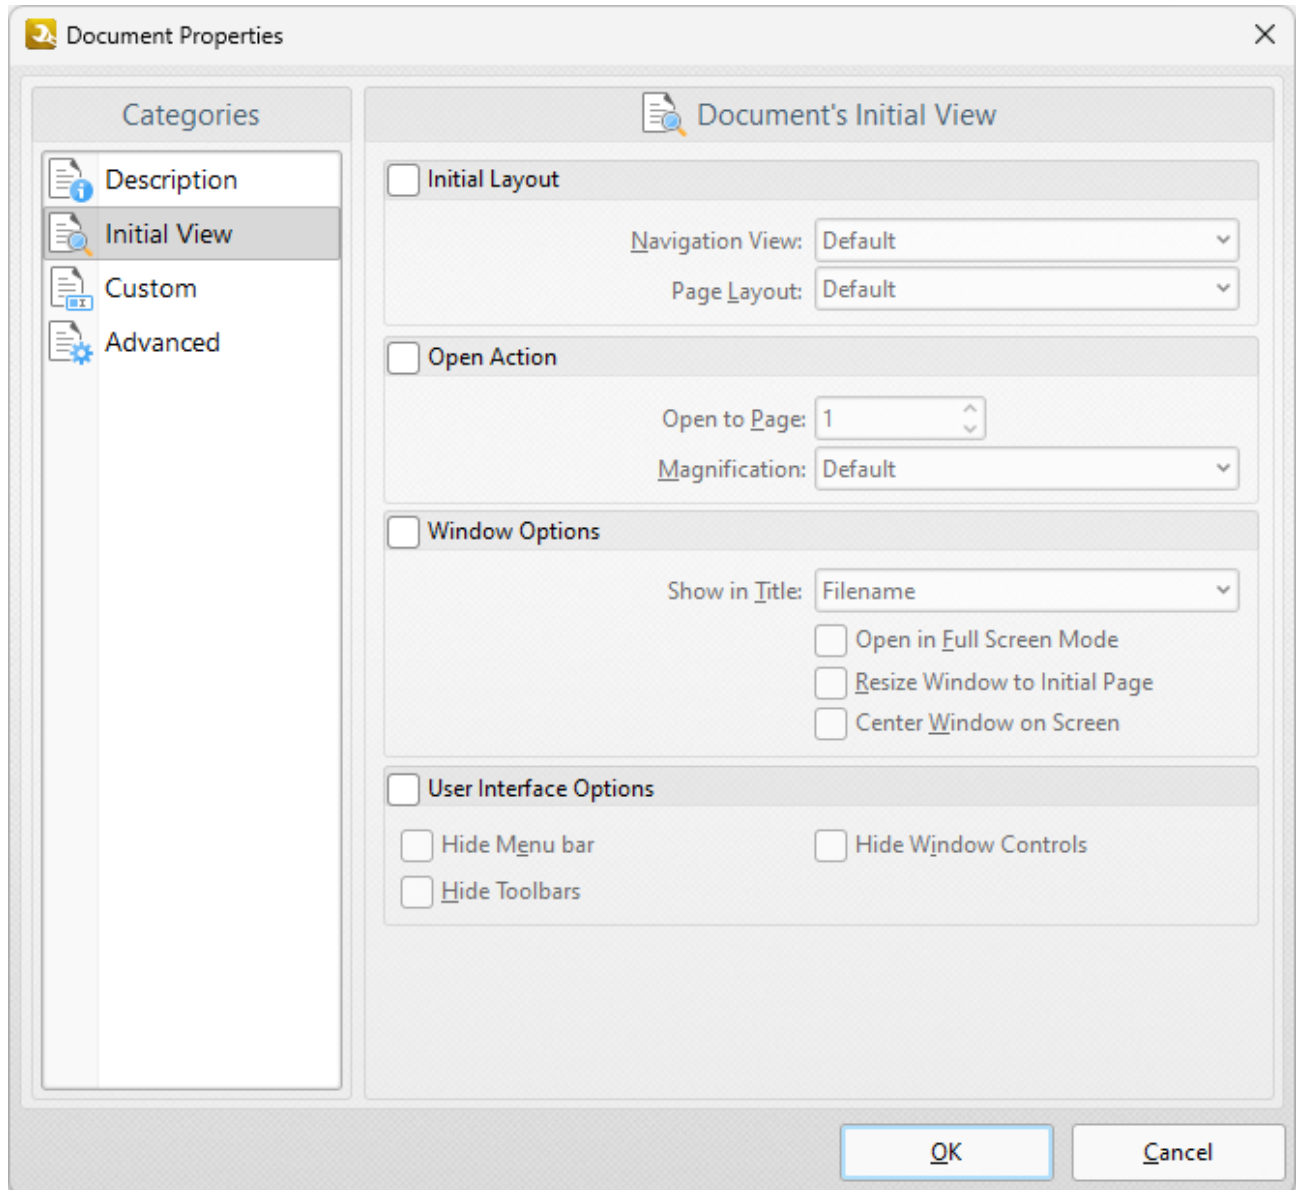 Document Properties
Categories
Description
Initial View
Custom
Advanced
Document's Initial View
Initial Layout
Navigation View: Default
Page Layout: Default
Open Action
Open to Page: 1
Magnification: Default
Window Options
Show in Title: Filename
Open in Full Screen Mode
Resize Window to Initial Page
Center Window on Screen
User Interface Options
Hide Menu bar
Hide Window Controls
Hide Toolbars
OK
Cancel